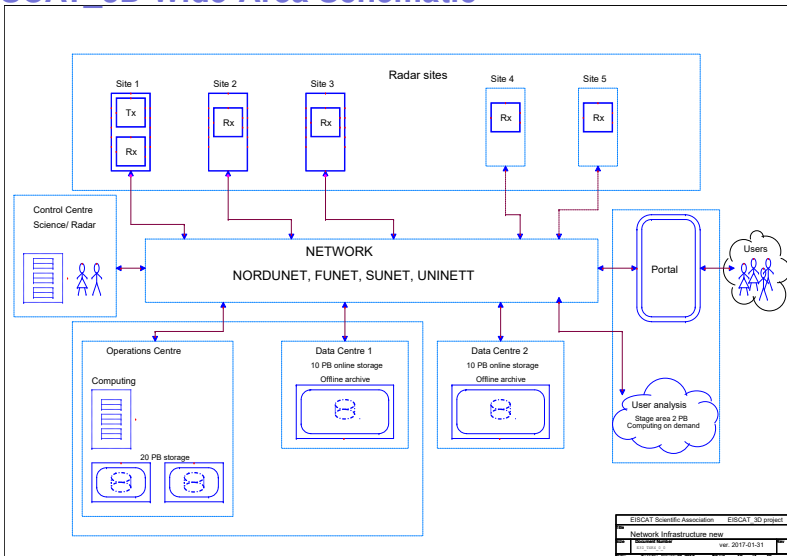 Radar sites
Site 1
Site 2
Site 3
Site 4
Site 5
Tx
Rx
Rx
Rx
Rx
Rx
Control Centre
Science/ Radar
NETWORK
NORDUNET, FUNET, SUNET, UNINETT
Portal
Users
Operations Centre
Computing
20 PB storage
Data Centre 1
10 PB online storage
Offline archive
Data Centre 2
10 PB online storage
Offline archive
User analysis
Stage area 2 PB
Computing on demand
EISCAT Scientific Association EISCAT_3D project
Title
Network Infrastructure new
Document Number
ver. 2017-01-31